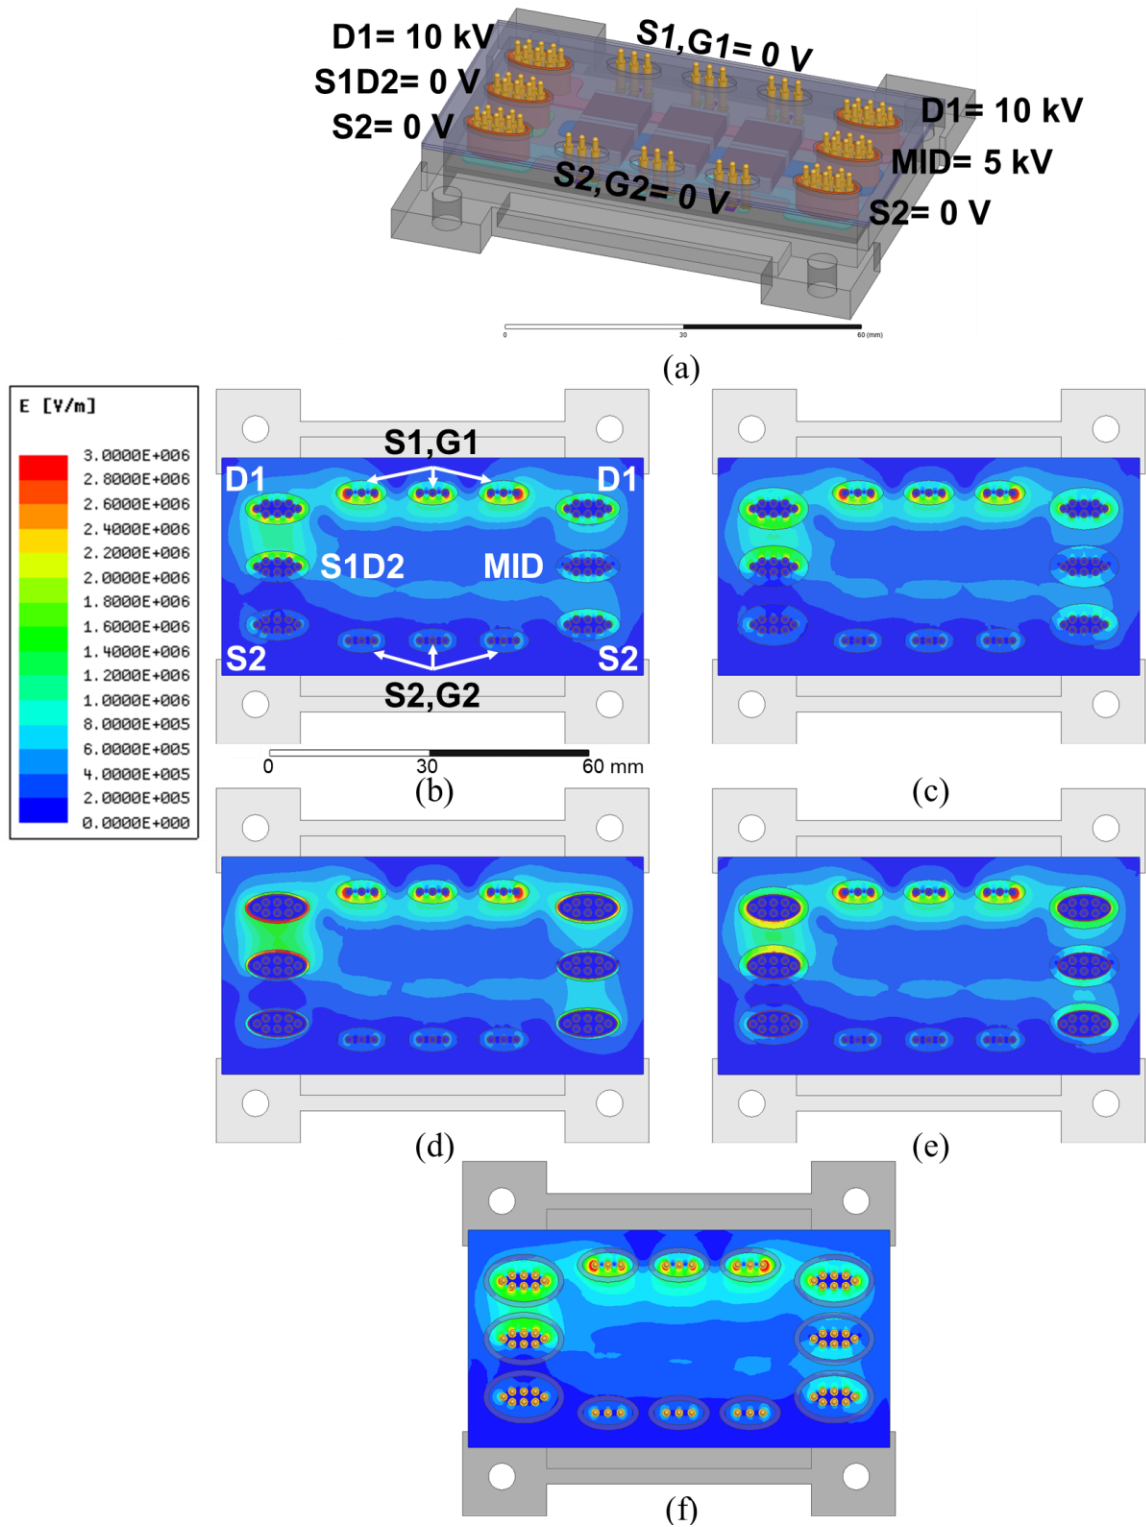 D1= 10 kV
S1,G1= 0 V
S1D2= 0 V
S2= 0 V
D1= 10 kV
MID= 5 kV
S2,G2= 0 V
S2= 0 V
0 30 60 (mm)
(a)
E [V/m]
3.0000E+006
2.8000E+006
2.6000E+006
2.4000E+006
2.2000E+006
2.0000E+006
1.8000E+006
1.6000E+006
1.4000E+006
1.2000E+006
1.0000E+006
8.0000E+005
6.0000E+005
4.0000E+005
2.0000E+005
0.0000E+000
S1,G1
D1 D1
S1D2 MID
S2 S2
S2,G2
0 30 60 mm
(b) (c)
(d) (e)
(f)